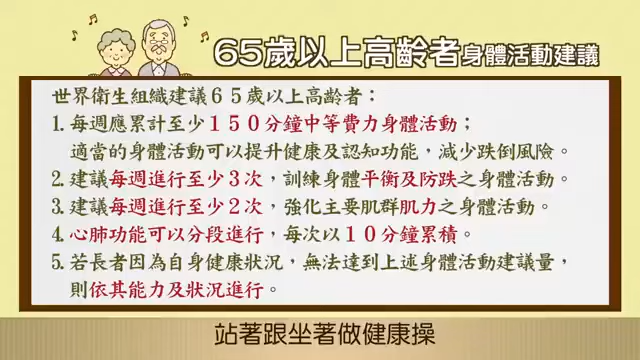 65歲以上高齡者身體活動建議
世界衛生組織建議65歲以上高齡者：
1. 每週應累計至少150分鐘中等費力身體活動；
適當的身體活動可以提升健康及認知功能，減少跌倒風險。
2. 建議每週進行至少3次，訓練身體平衡及防跌之身體活動。
3. 建議每週進行至少2次，強化主要肌群肌力之身體活動。
4. 心肺功能可以分段進行，每次以10分鐘累積。
5. 若長者因為自身健康狀況，無法達到上述身體活動建議量，
則依其能力及狀況進行。
站著跟坐著做健康操